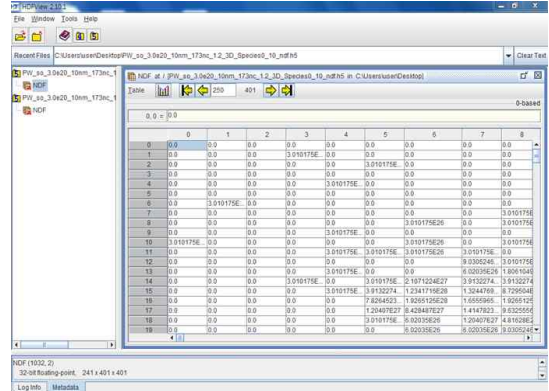 HDFView 2.10.1
File Window Tools Help
Recent Files C:\Users\user\Desktop\PW_so_3.0e20_10nm_173nc_1.2_3D_Species0_10_ndf.h5 Clear Text
PW_so_3.0e20_10nm_173nc_1
NDF
PW_so_3.0e20_10nm_173nc_1
NDF
NDF at / [PW_so_3.0e20_10nm_173nc_1.2_3D_Species0_10_ndf.h5 in C:\Users\user\Desktop]
Table 250 401
0-based
0, 0 = 0.0
0 1 2 3 4 5 6 7 8
0 0.0 0.0 0.0 0.0 0.0 0.0 0.0 0.0 0.0
1 0.0 0.0 0.0 3.010175E... 0.0 0.0 0.0 0.0 0.0
2 0.0 0.0 0.0 0.0 0.0 3.010175E... 0.0 0.0 0.0
3 0.0 0.0 0.0 0.0 0.0 0.0 0.0 0.0 0.0
4 0.0 0.0 0.0 0.0 3.010175E... 0.0 0.0 0.0 0.0
5 0.0 0.0 0.0 0.0 0.0 0.0 0.0 0.0 0.0
6 0.0 3.010175E... 0.0 0.0 0.0 0.0 0.0 0.0 0.0
7 0.0 0.0 0.0 0.0 0.0 0.0 0.0 0.0 3.010175E
8 0.0 0.0 0.0 0.0 0.0 0.0 3.010175E26 0.0 0.0
9 0.0 0.0 0.0 0.0 3.010175E... 0.0 0.0 0.0 0.0
10 3.010175E... 0.0 0.0 0.0 0.0 0.0 3.010175E26 0.0 3.010175E
11 0.0 0.0 0.0 0.0 3.010175E... 3.010175E... 3.010175E26 3.010175E... 0.0
12 0.0 0.0 0.0 0.0 0.0 0.0 0.0 9.0305246... 3.010175E
13 0.0 0.0 0.0 0.0 3.010175E... 0.0 0.0 6.02035E26 1.8061049
14 0.0 0.0 0.0 3.010175E... 0.0 3.010175E... 2.1071224E27 3.9132274... 3.9132274
15 0.0 0.0 0.0 0.0 3.010175E... 3.9132274... 1.2341715E28 1.3244769... 8.729504E
16 0.0 0.0 0.0 0.0 0.0 7.8264523... 1.9265125E28 1.6555965... 1.9265125
17 0.0 0.0 0.0 0.0 0.0 1.20407E27 8.428487E27 1.4147823... 9.6325556
18 0.0 0.0 0.0 0.0 0.0 3.010175E... 6.02035E26 1.20407E27 4.81628E2
19 0.0 0.0 0.0 0.0 0.0 0.0 6.02035E26 6.02035E26 9.0305246
NDF (1032, 2)
32-bit floating-point, 241 x 401 x 401
Log Info Metadata